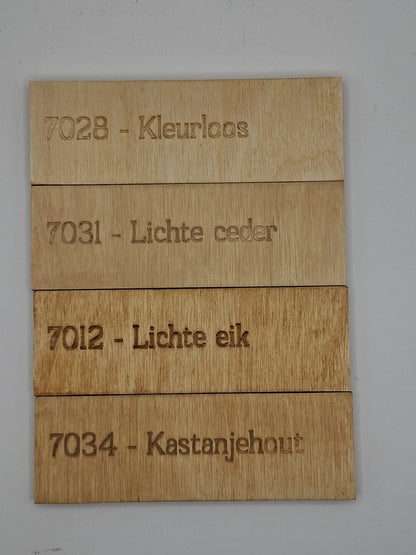 7028 - Kleurloos
7031 - Lichte ceder
7012 - Lichte eik
7034 - Kastanjehout